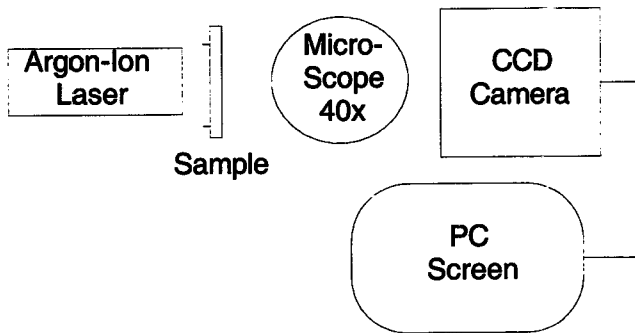 Argon-Ion
Laser
Sample
Micro-
Scope
40x
CCD
Camera
PC
Screen